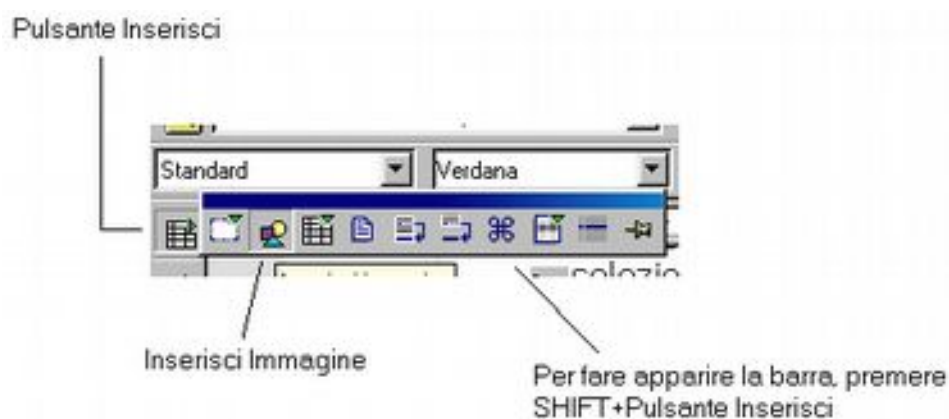 Pulsante Inserisci
Standard
Verdana
Inserisci Immagine
Per fare apparire la barra, premere
SHIFT+Pulsante Inserisci